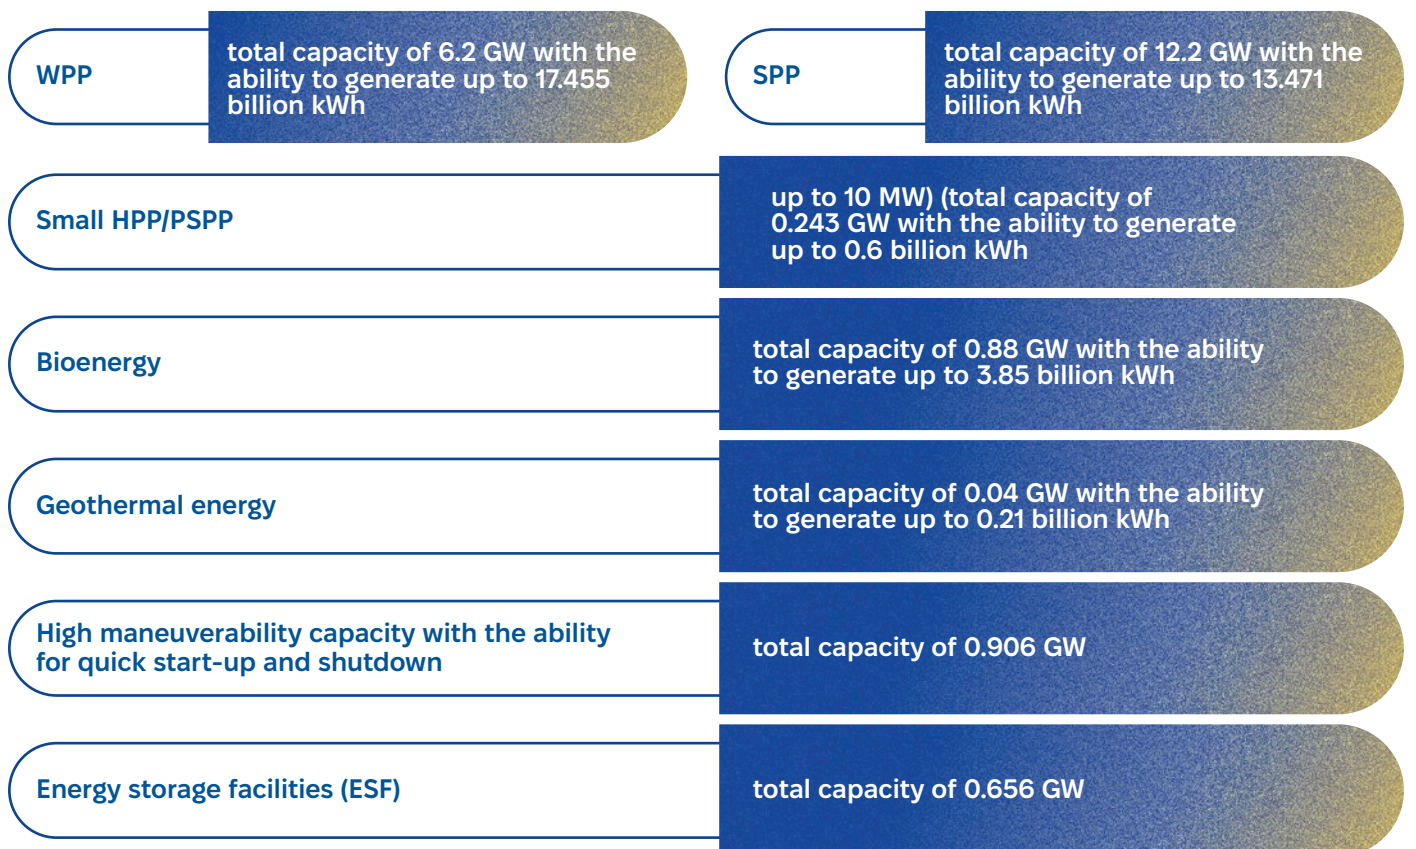 WPP
total capacity of 6.2 GW with the
ability to generate up to 17.455
billion kWh
SPP
total capacity of 12.2 GW with the
ability to generate up to 13.471
billion kWh
Small HPP/PSPP
up to 10 MW) (total capacity of
0.243 GW with the ability to generate
up to 0.6 billion kWh
Bioenergy
total capacity of 0.88 GW with the ability
to generate up to 3.85 billion kWh
Geothermal energy
total capacity of 0.04 GW with the ability
to generate up to 0.21 billion kWh
High maneuverability capacity with the ability
for quick start-up and shutdown
total capacity of 0.906 GW
Energy storage facilities (ESF)
total capacity of 0.656 GW